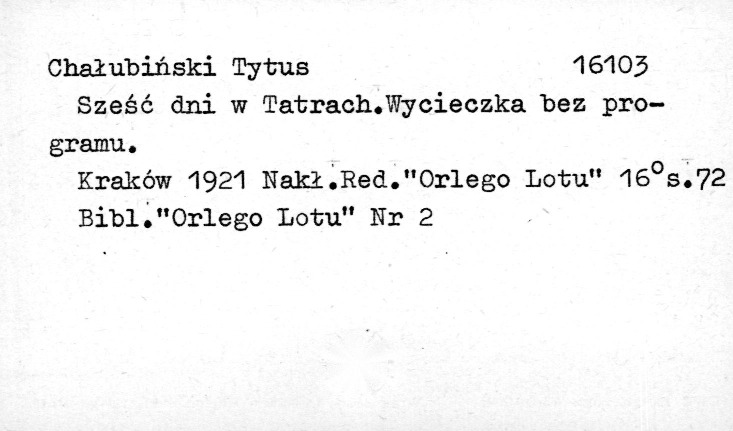 Chałubiński Tytus 16103
Sześć dni w Tatrach.Wycieczka bez pro-
gramu.
Kraków 1921 Nakł.Red."Orlego Lotu" 16°s.72
Bibl."Orlego Lotu" Nr 2